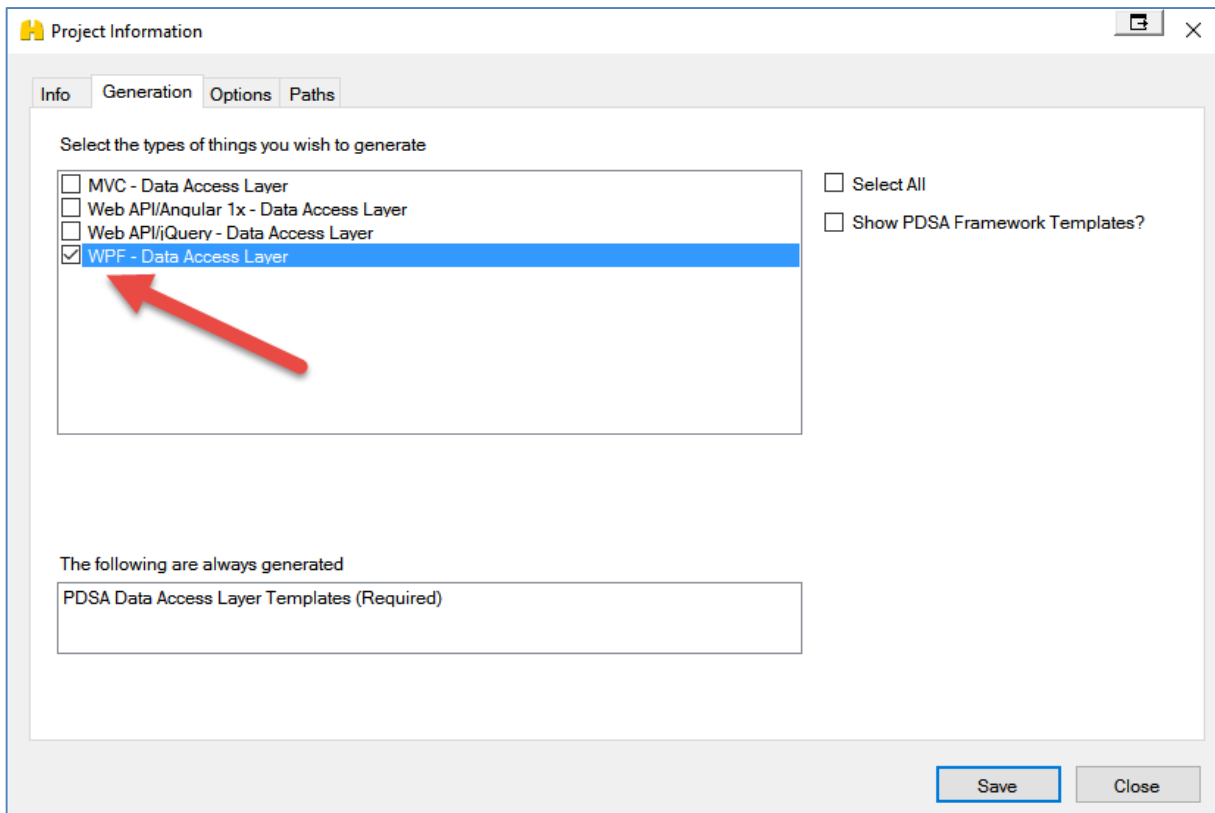 Project Information
Info Generation Options Paths
Select the types of things you wish to generate
MVC - Data Access Layer
Web API/Angular 1x - Data Access Layer
Web API/jQuery - Data Access Layer
WPF - Data Access Layer
Select All
Show PDSA Framework Templates?
The following are always generated
PDSA Data Access Layer Templates (Required)
Save Close